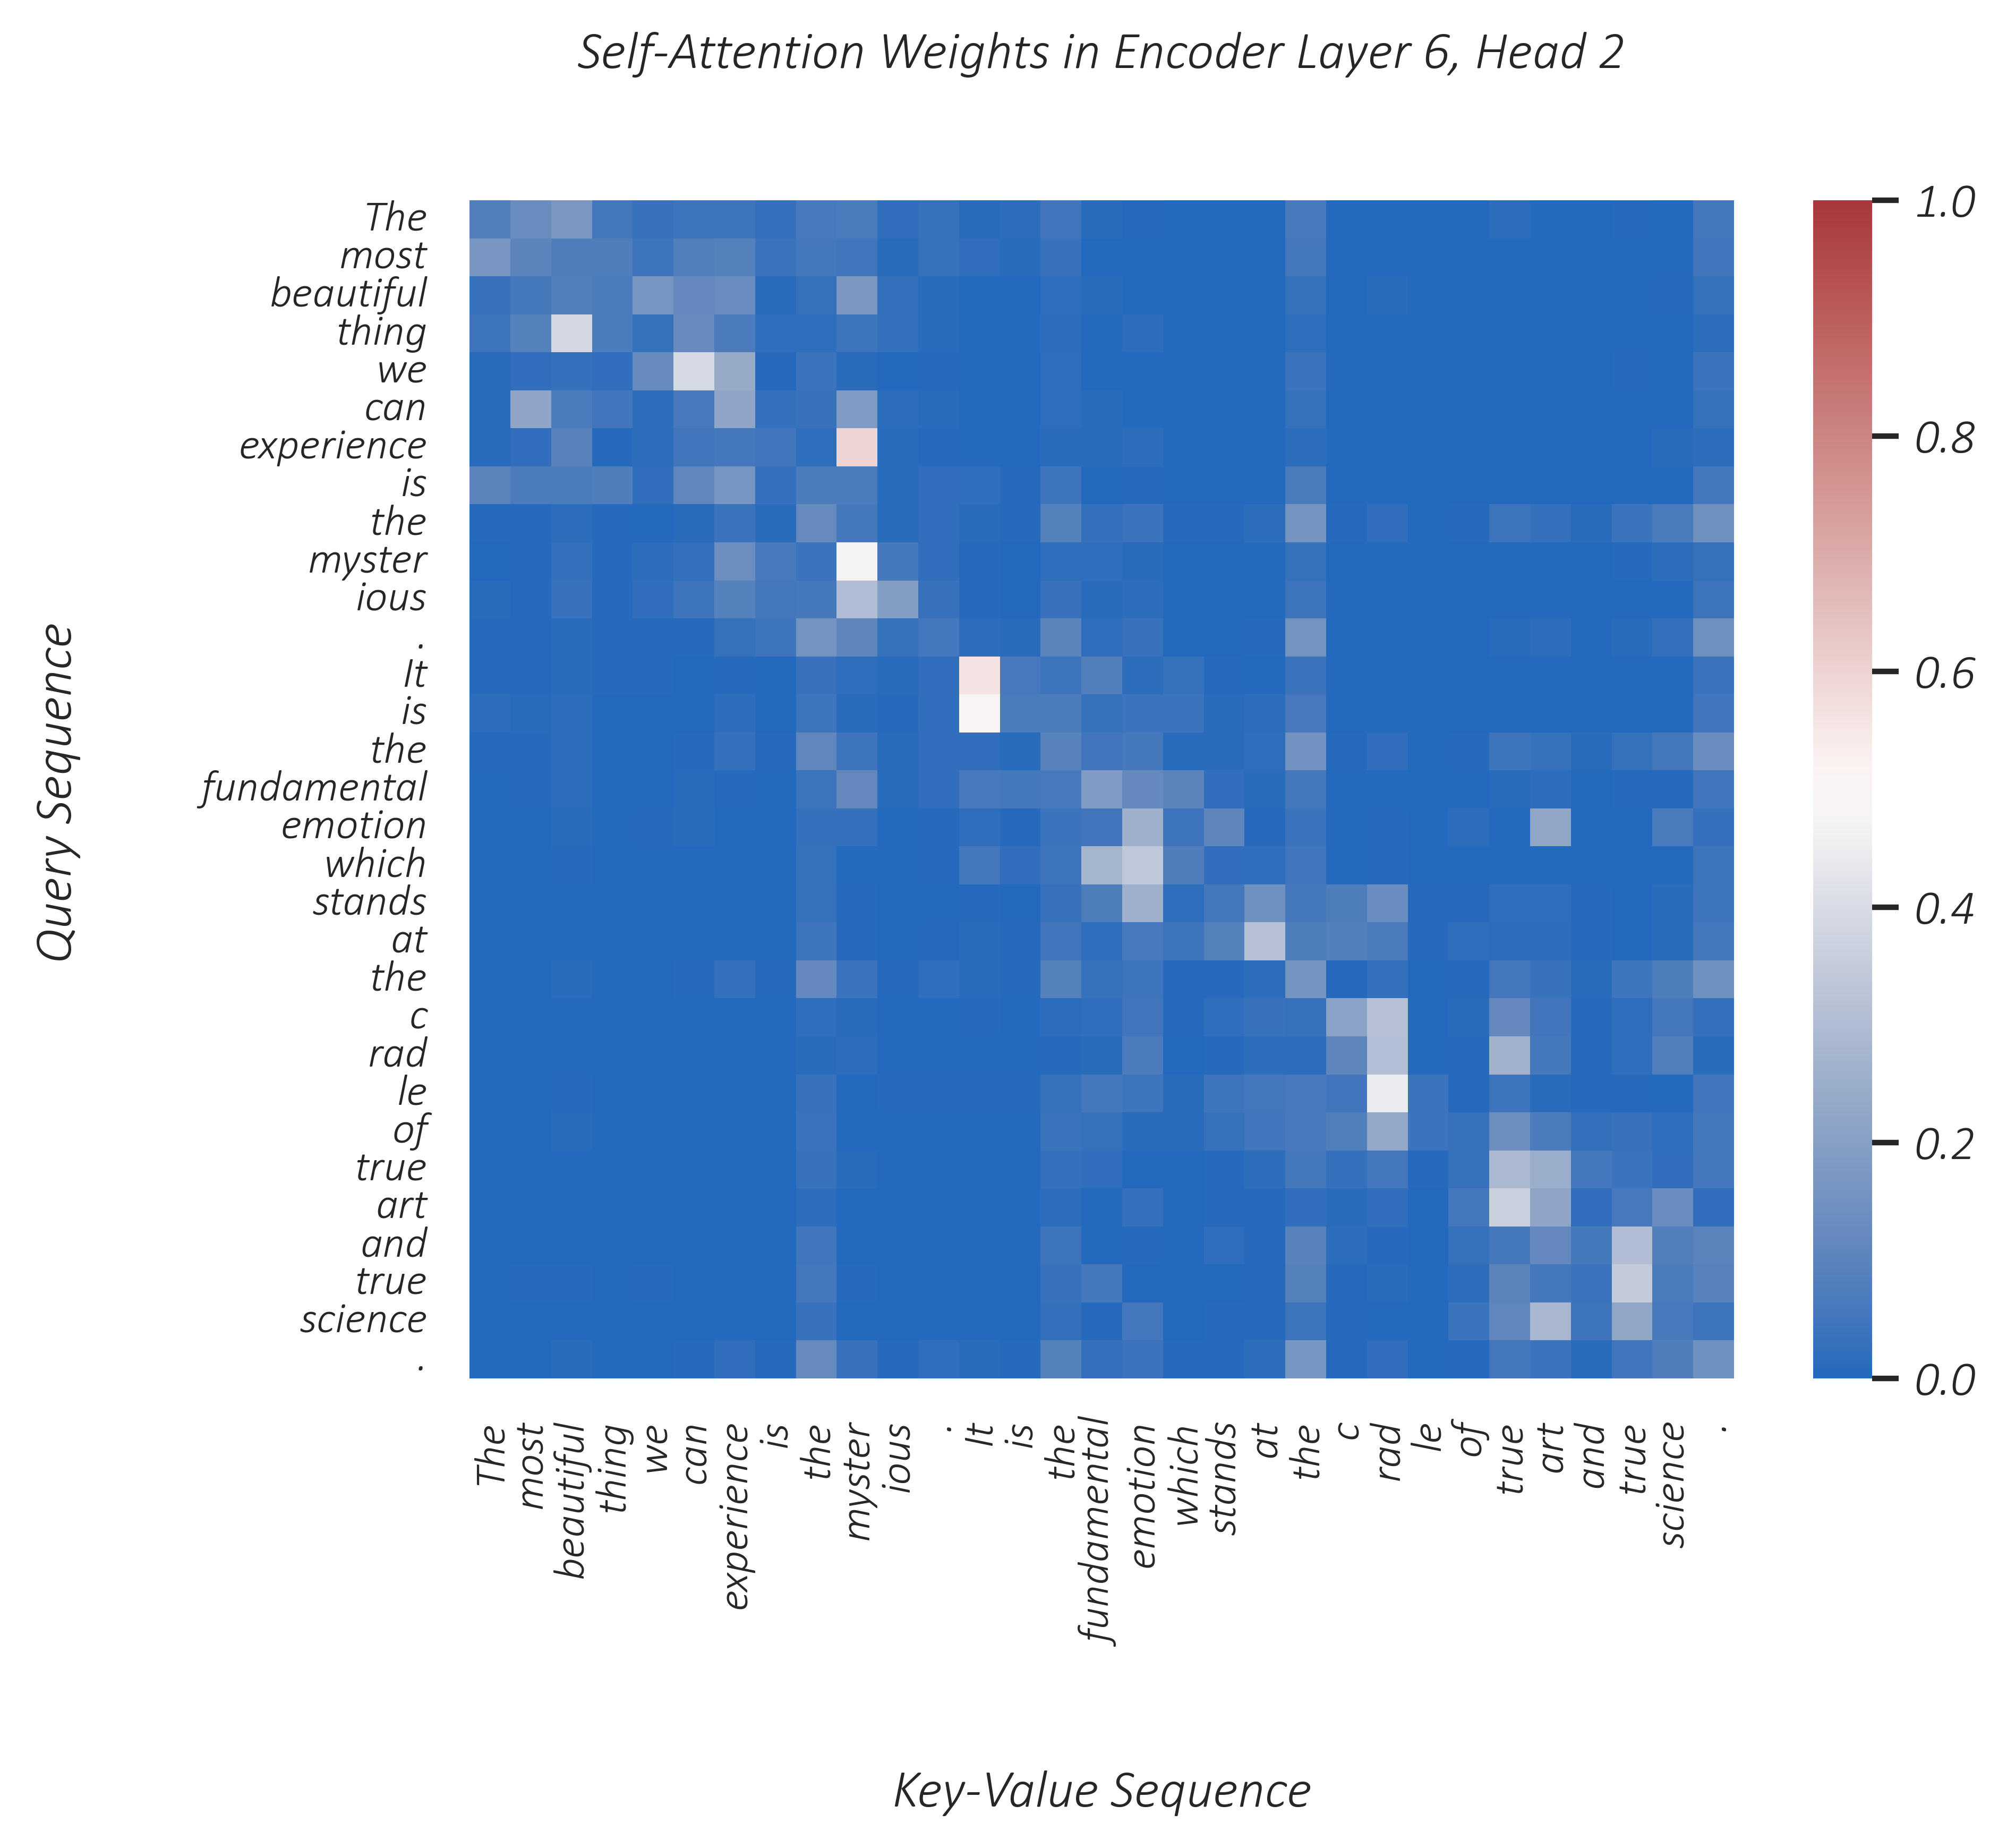 Self-Attention Weights in Encoder Layer 6, Head 2
Query Sequence
The
most
beautiful
thing
we
can
experience
is
the
myster
ious
.
It
is
the
fundamental
emotion
which
stands
at
the
c
rad
le
of
true
art
and
true
science
.
The
most
beautiful
thing
we
can
experience
is
the
myster
ious
.
It
is
the
fundamental
emotion
which
stands
at
the
c
rad
le
of
true
art
and
true
science
.
Key-Value Sequence
1.0
0.8
0.6
0.4
0.2
0.0